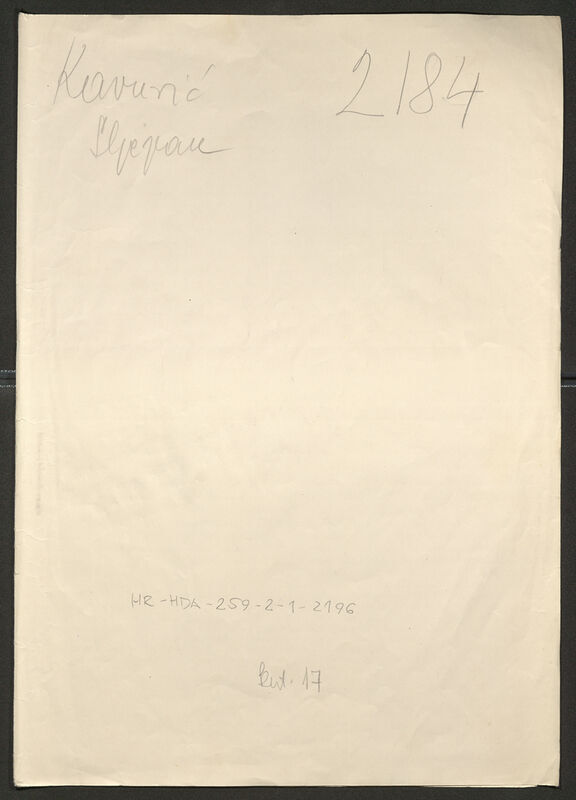 Kavurić 2184
Stjepan
HR-HDA-259-2-1-2196
kut. 17